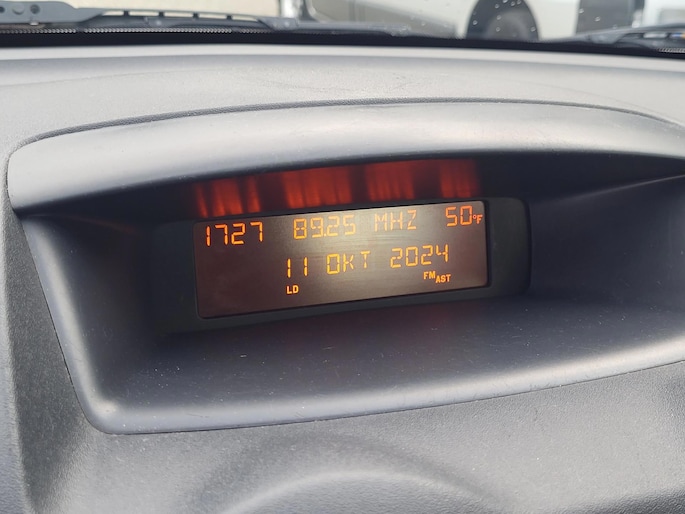 1727 89.25 MHZ 50°F
11 OKT 2024
LD FM AST